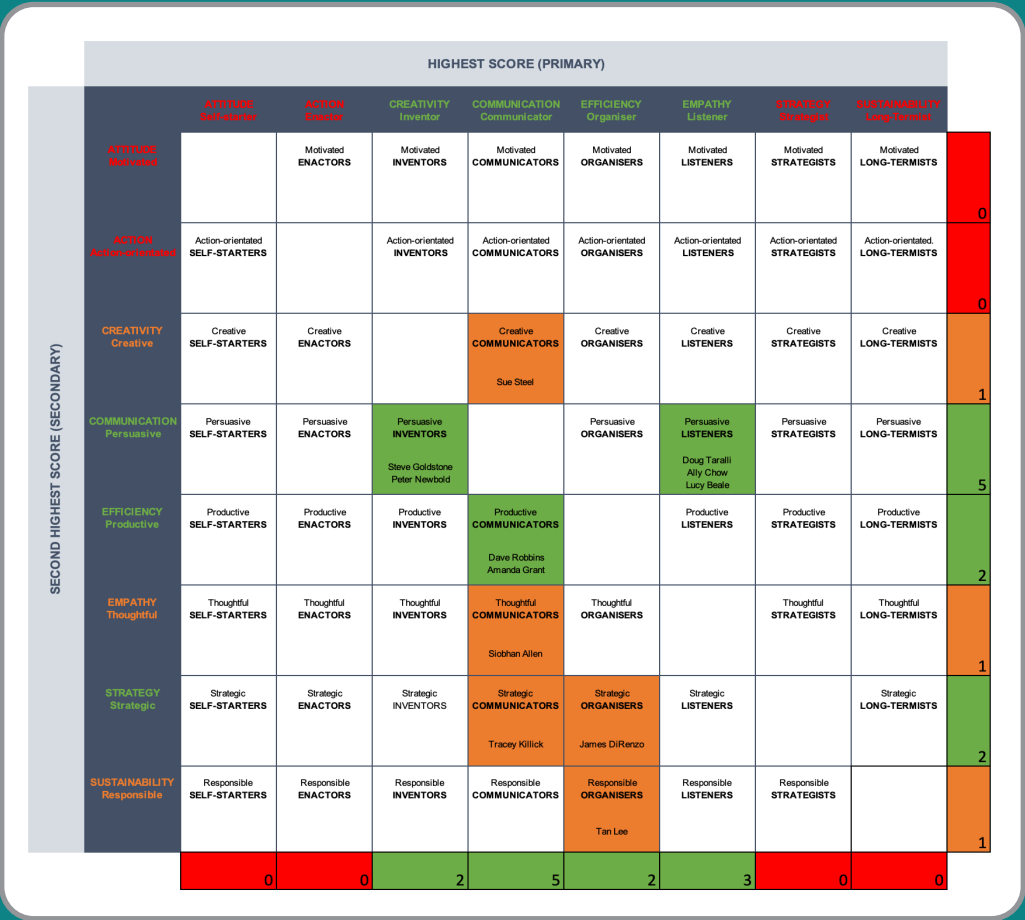 HIGHEST SCORE (PRIMARY)
SECOND HIGHEST SCORE (SECONDARY)
ATTITUDE ACTION CREATIVITY COMMUNICATION EFFICIENCY EMPATHY STRATEGY SUSTAINABILITY
Self-starter Enactor Inventor Communicator Organiser Listener Strategist Long-Termist
ATTITUDE Motivated Motivated Motivated Motivated Motivated Motivated Motivated
Motivated ENACTORS INVENTORS COMMUNICATORS ORGANISERS LISTENERS STRATEGISTS LONG-TERMISTS
0
ACTION Action-orientated Action-orientated Action-orientated Action-orientated Action-orientated Action-orientated Action-orientated.
Action-orientated SELF-STARTERS INVENTORS COMMUNICATORS ORGANISERS LISTENERS STRATEGISTS LONG-TERMISTS
0
CREATIVITY Creative Creative Creative Creative Creative Creative Creative
Creative SELF-STARTERS ENACTORS COMMUNICATORS ORGANISERS LISTENERS STRATEGISTS LONG-TERMISTS
Sue Steel
1
COMMUNICATION Persuasive Persuasive Persuasive Persuasive Persuasive Persuasive Persuasive
Persuasive SELF-STARTERS ENACTORS INVENTORS ORGANISERS LISTENERS STRATEGISTS LONG-TERMISTS
Doug Taralli
Steve Goldstone Ally Chow
Peter Newbold Lucy Beale
5
EFFICIENCY Productive Productive Productive Productive Productive Productive Productive
Productive SELF-STARTERS ENACTORS INVENTORS COMMUNICATORS LISTENERS STRATEGISTS LONG-TERMISTS
Dave Robbins
Amanda Grant
2
EMPATHY Thoughtful Thoughtful Thoughtful Thoughtful Thoughtful Thoughtful Thoughtful
Thoughtful SELF-STARTERS ENACTORS INVENTORS COMMUNICATORS ORGANISERS STRATEGISTS LONG-TERMISTS
Siobhan Allen
1
STRATEGY Strategic Strategic Strategic Strategic Strategic Strategic Strategic
Strategic SELF-STARTERS ENACTORS INVENTORS COMMUNICATORS ORGANISERS LISTENERS LONG-TERMISTS
Tracey Killick James DiRenzo
2
SUSTAINABILITY Responsible Responsible Responsible Responsible Responsible Responsible Responsible
Responsible SELF-STARTERS ENACTORS INVENTORS COMMUNICATORS ORGANISERS LISTENERS STRATEGISTS
Tan Lee
1
0 0 2 5 2 3 0 0